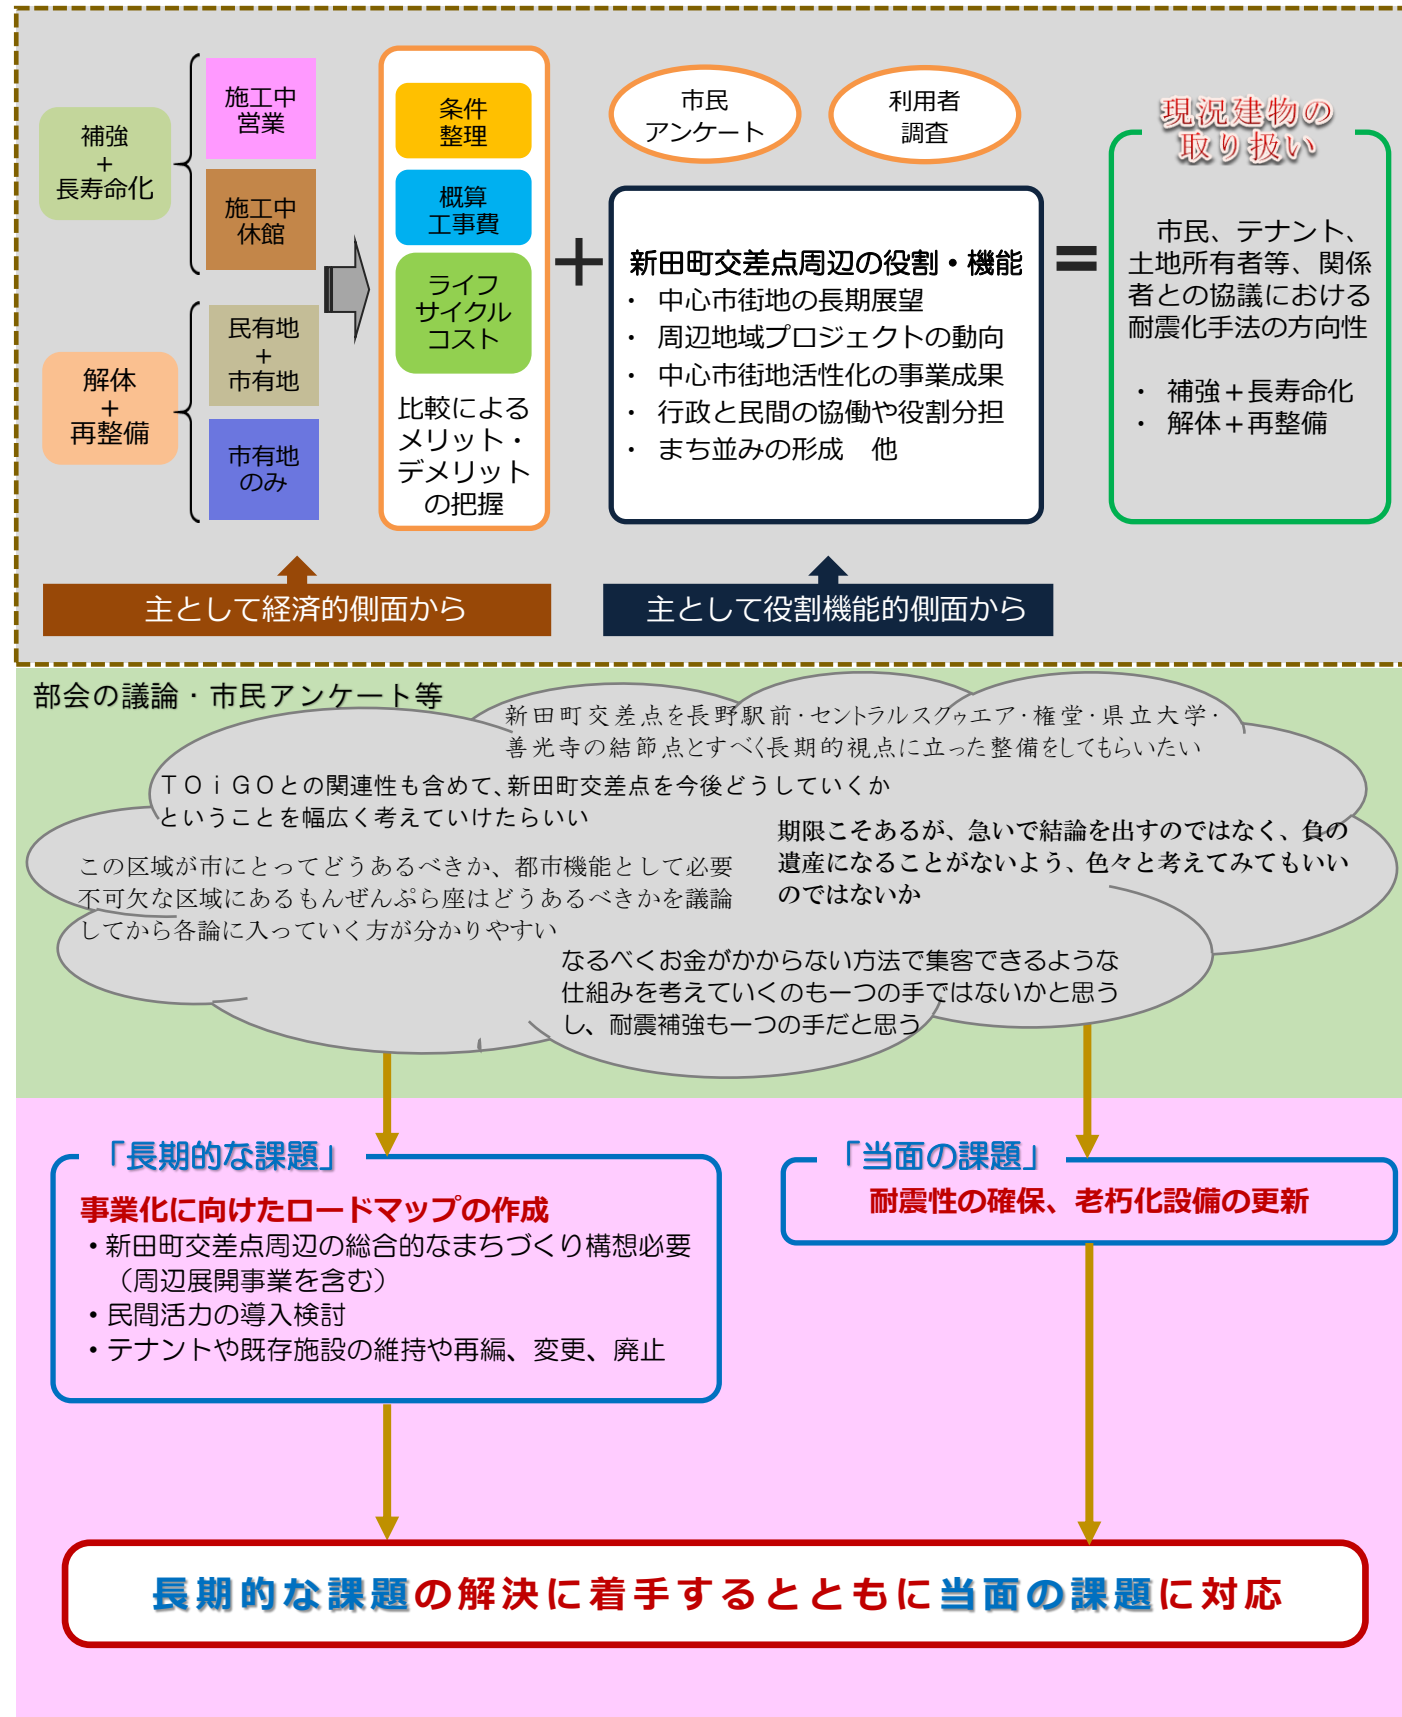 補強
+
長寿命化
施工中
営業
施工中
休館
解体
+
再整備
民有地
+
市有地
市有地
のみ
条件
整理
概算
工事費
ライフ
サイクル
コスト
比較による
メリット・
デメリット
の把握
+
市民
アンケート
利用者
調査
新田町交差点周辺の役割・機能
・ 中心市街地の長期展望
・ 周辺地域プロジェクトの動向
・ 中心市街地活性化の事業成果
・ 行政と民間の協働や役割分担
・ まち並みの形成　他
=
現況建物の
取り扱い
市民、テナント、
土地所有者等、関係
者との協議における
耐震化手法の方向性
・ 補強＋長寿命化
・ 解体＋再整備
主として経済的側面から
主として役割機能的側面から
部会の議論・市民アンケート等
新田町交差点を長野駅前・セントラルスクゥエア・権堂・県立大学・
善光寺の結節点とすべく長期的視点に立った整備をしてもらいたい
ＴＯｉＧＯとの関連性も含めて、新田町交差点を今後どうしていくか
ということを幅広く考えていけたらいい
期限こそあるが、急いで結論を出すのではなく、負の
遺産になることがないよう、色々と考えてみてもいい
のではないか
この区域が市にとってどうあるべきか、都市機能として必要
不可欠な区域にあるもんぜんぷら座はどうあるべきかを議論
してから各論に入っていく方が分かりやすい
なるべくお金がかからない方法で集客できるような
仕組みを考えていくのも一つの手ではないかと思う
し、耐震補強も一つの手だと思う
「長期的な課題」
事業化に向けたロードマップの作成
・新田町交差点周辺の総合的なまちづくり構想必要
（周辺展開事業を含む）
・民間活力の導入検討
・テナントや既存施設の維持や再編、変更、廃止
「当面の課題」
耐震性の確保、老朽化設備の更新
長期的な課題の解決に着手するとともに当面の課題に対応